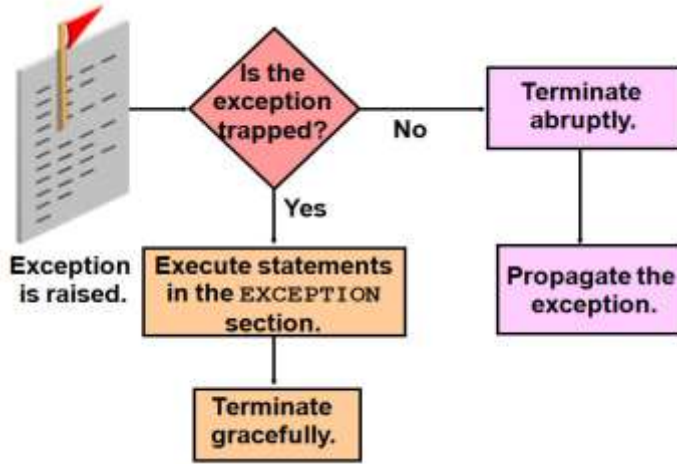 Exception
is raised.
Is the
exception
trapped?
No
Terminate
abruptly.
Propagate the
exception.
Yes
Execute statements
in the EXCEPTION
section.
Terminate
gracefully.